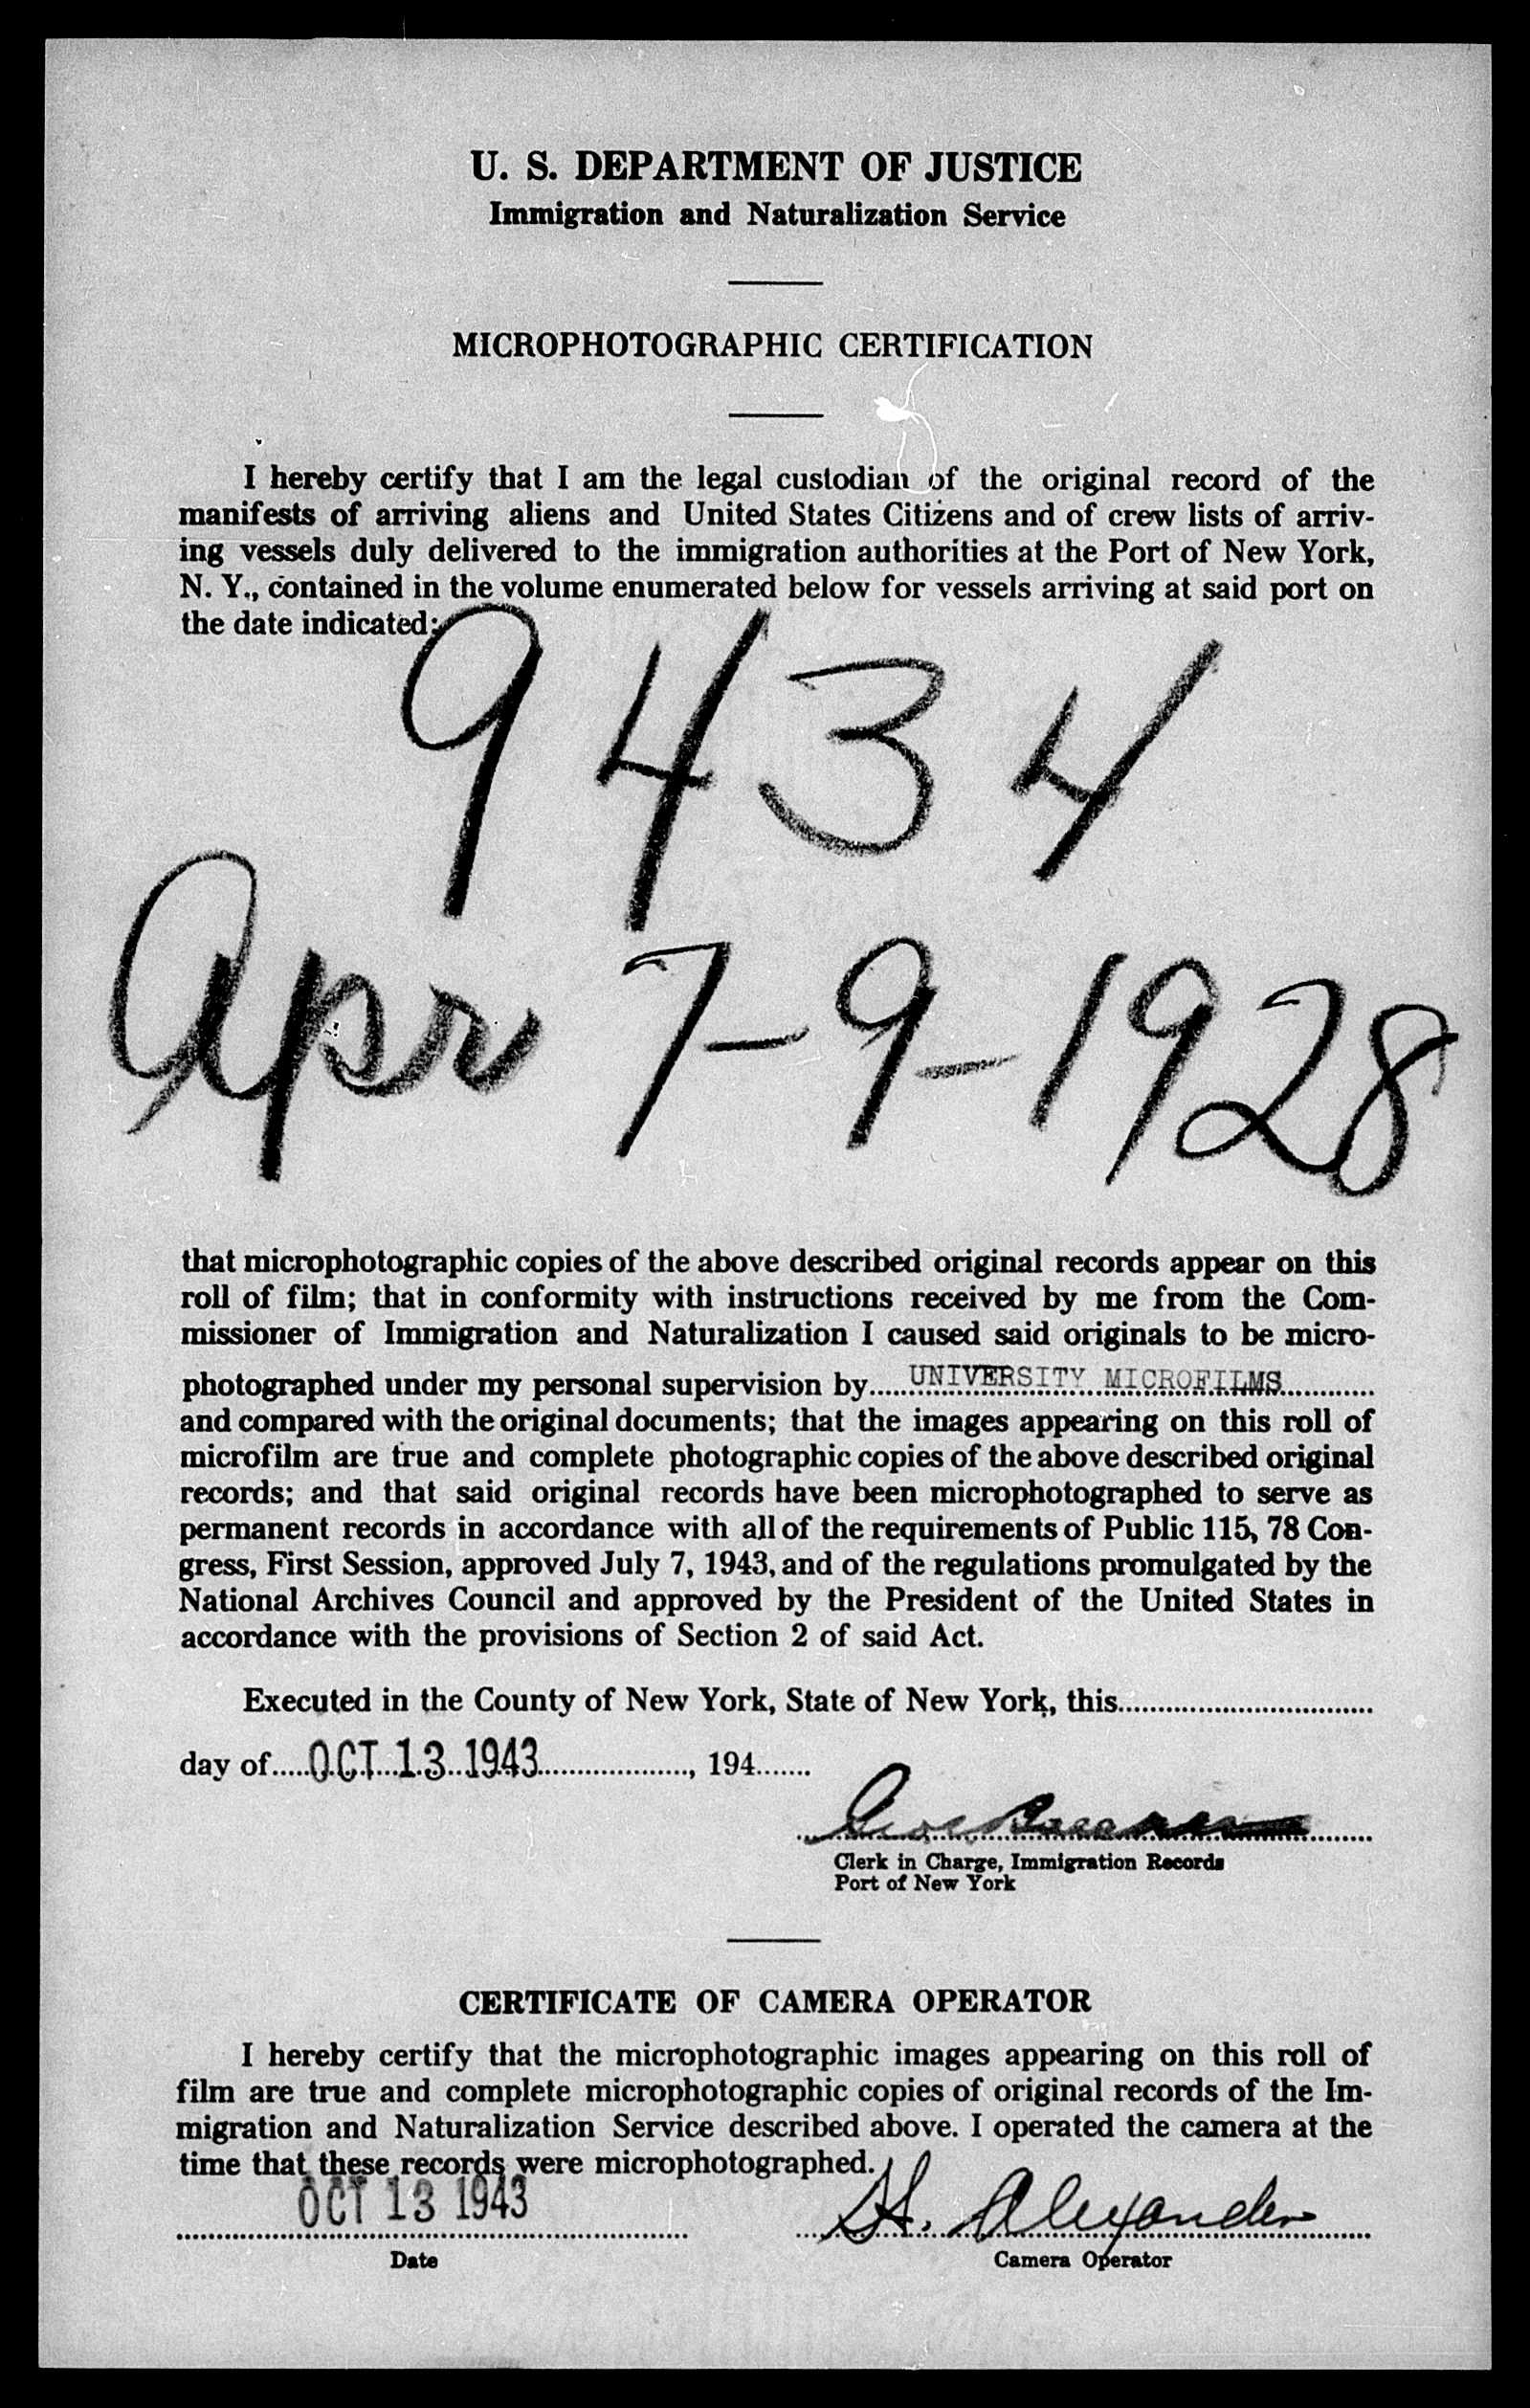 U. S. DEPARTMENT OF JUSTICE
Immigration and Naturalization Service
MICROPHOTOGRAPHIC CERTIFICATION
I hereby certify that I am the legal custodian of the original record of the
manifests of arriving aliens and United States Citizens and of crew lists of arriv-
ing vessels duly delivered to the immigration authorities at the Port of New York,
N. Y., contained in the volume enumerated below for vessels arriving at said port on
the date indicated:
9434
Apr 7-9-1928
that microphotographic copies of the above described original records appear on this
roll of film; that in conformity with instructions received by me from the Com-
missioner of Immigration and Naturalization I caused said originals to be micro-
photographed under my personal supervision by.....UNIVERSITY MICROFILMS............
and compared with the original documents; that the images appearing on this roll of
microfilm are true and complete photographic copies of the above described original
records; and that said original records have been microphotographed to serve as
permanent records in accordance with all of the requirements of Public 115, 78 Con-
gress, First Session, approved July 7, 1943, and of the regulations promulgated by the
National Archives Council and approved by the President of the United States in
accordance with the provisions of Section 2 of said Act.
Executed in the County of New York, State of New York, this................................
day of.....OCT 13 1943..................., 194.......
Clerk in Charge, Immigration Records
Port of New York
CERTIFICATE OF CAMERA OPERATOR
I hereby certify that the microphotographic images appearing on this roll of
film are true and complete microphotographic copies of original records of the Im-
migration and Naturalization Service described above. I operated the camera at the
time that these records were microphotographed.
OCT 13 1943
H. Alexander
Date
Camera Operator